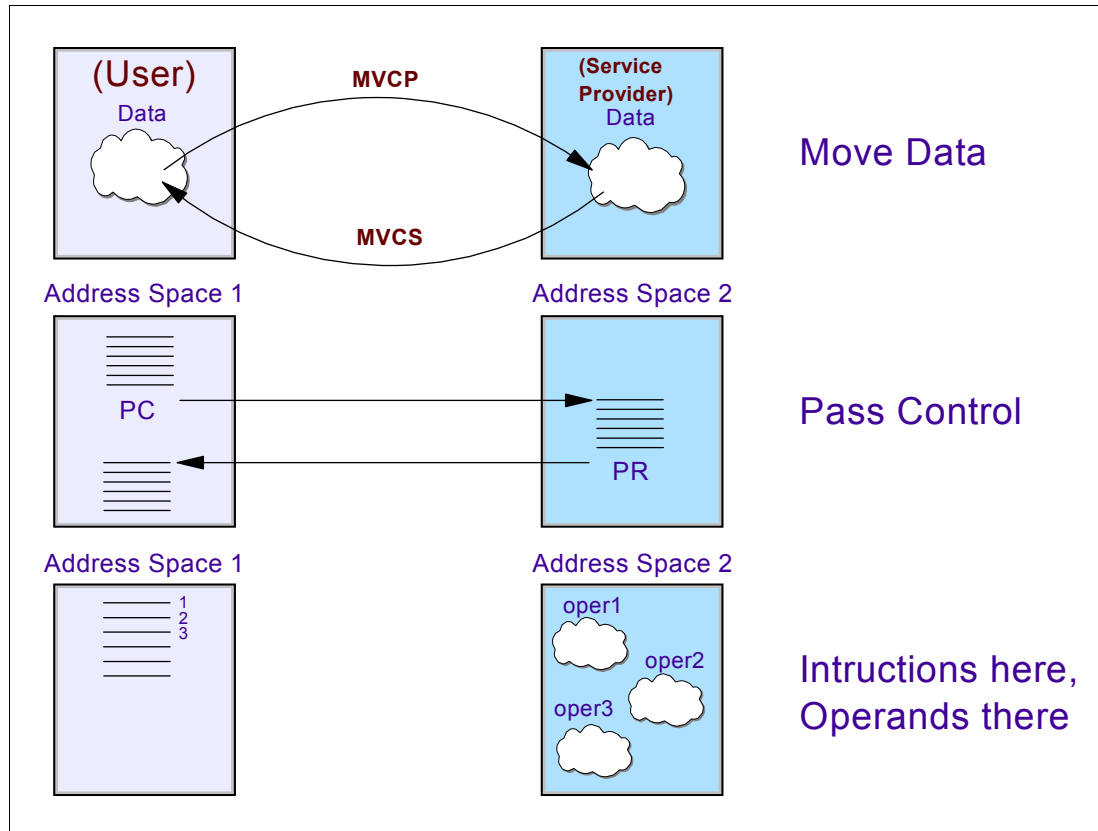 (User)
Data
MVCP
(Service
Provider)
Data
Move Data
MVCS
Address Space 1
Address Space 2
PC
PR
Pass Control
Address Space 1
Address Space 2
1
2
3
oper1
oper2
oper3
Intructions here,
Operands there